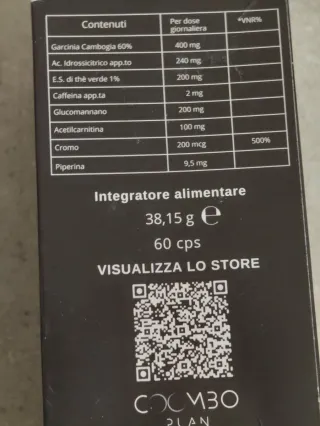 Contenuti Per dose giornaliera *VNR%
Garcinia Cambogia 60% 400 mg
Ac. Idrossicitrico app.to 240 mg
E.S. di thè verde 1% 200 mg
Caffeina app.ta 2 mg
Glucomannano 200 mg
Acetilcarnitina 100 mg
Cromo 200 mcg 500%
Piperina 9,5 mg
Integratore alimentare
38,15 g ℮
60 cps
VISUALIZZA LO STORE
COOMBO
PLAN